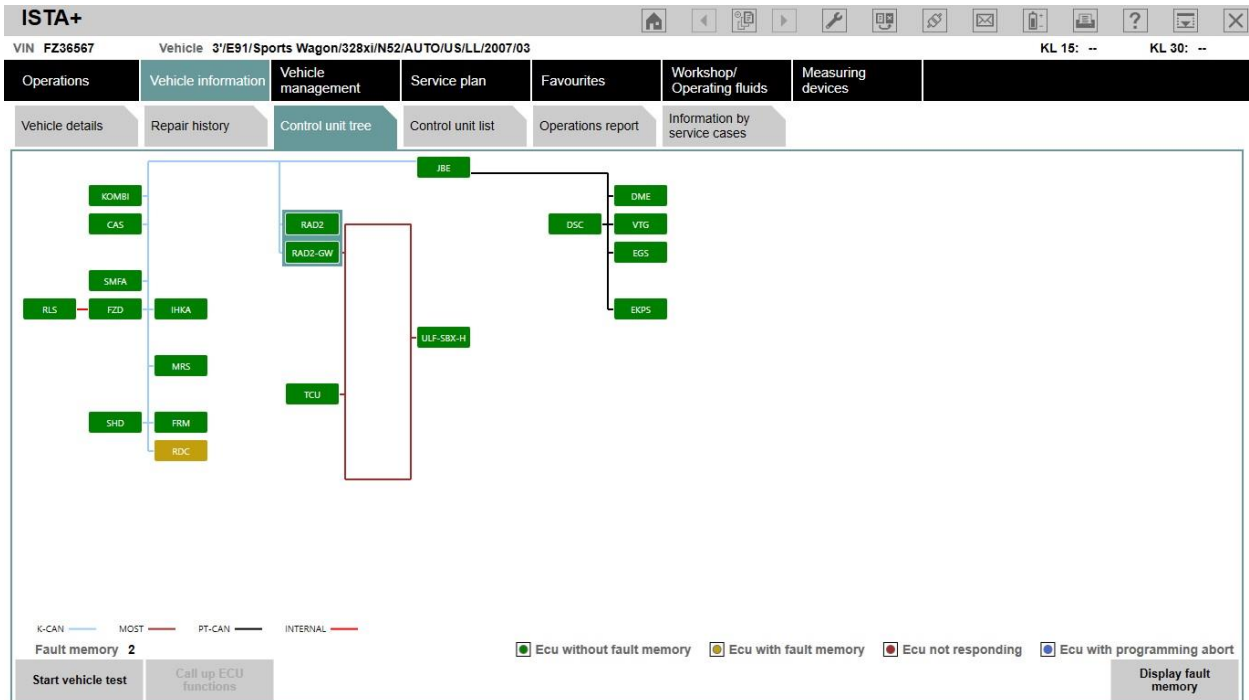 ISTA+
VIN FZ36567 Vehicle 3'/E91/Sports Wagon/328xi/N52/AUTO/US/LL/2007/03 KL 15: -- KL 30: --
Operations
Vehicle information
Vehicle
management
Service plan
Favourites
Workshop/
Operating fluids
Measuring
devices
Vehicle details
Repair history
Control unit tree
Control unit list
Operations report
Information by
service cases
JBE
KOMBI
DME
CAS
RAD2
DSC
VTG
RAD2-GW
EGS
SMFA
RLS
FZD
IHKA
EKPS
ULF-SBX-H
MRS
TCU
SHD
FRM
RDC
K-CAN MOST PT-CAN INTERNAL
Fault memory 2
Ecu without fault memory Ecu with fault memory Ecu not responding Ecu with programming abort
Start vehicle test
Call up ECU
functions
Display fault
memory